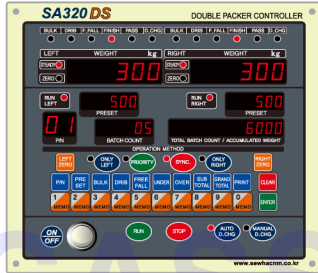 SA320 DS
DOUBLE PACKER CONTROLLER
BULK DRIB F.FALL FINISH PASS D.CHG BULK DRIB F.FALL FINISH PASS D.CHG
LEFT WEIGHT kg RIGHT WEIGHT kg
STEADY 300 STEADY 300
ZERO ZERO
RUN LEFT 500 RUN RIGHT 500
PRESET PRESET
01 05 6000
P/N BATCH COUNT TOTAL BATCH COUNT / ACCUMULATED WEIGHT
OPERATION METHOD
LEFT ZERO ONLY LEFT PRIORITY SYNC. ONLY RIGHT RIGHT ZERO
P/N PRE SET BULK DRIB FREE FALL UNDER OVER SUB TOTAL GRAND TOTAL PRINT CLEAR
1 MEMO 2 MEMO 3 MEMO 4 MEMO 5 MEMO 6 MEMO 7 MEMO 8 MEMO 9 MEMO MEMO ENTER
ON OFF RUN STOP AUTO D.CHG MANUAL D.CHG
www.sewhacnm.co.kr